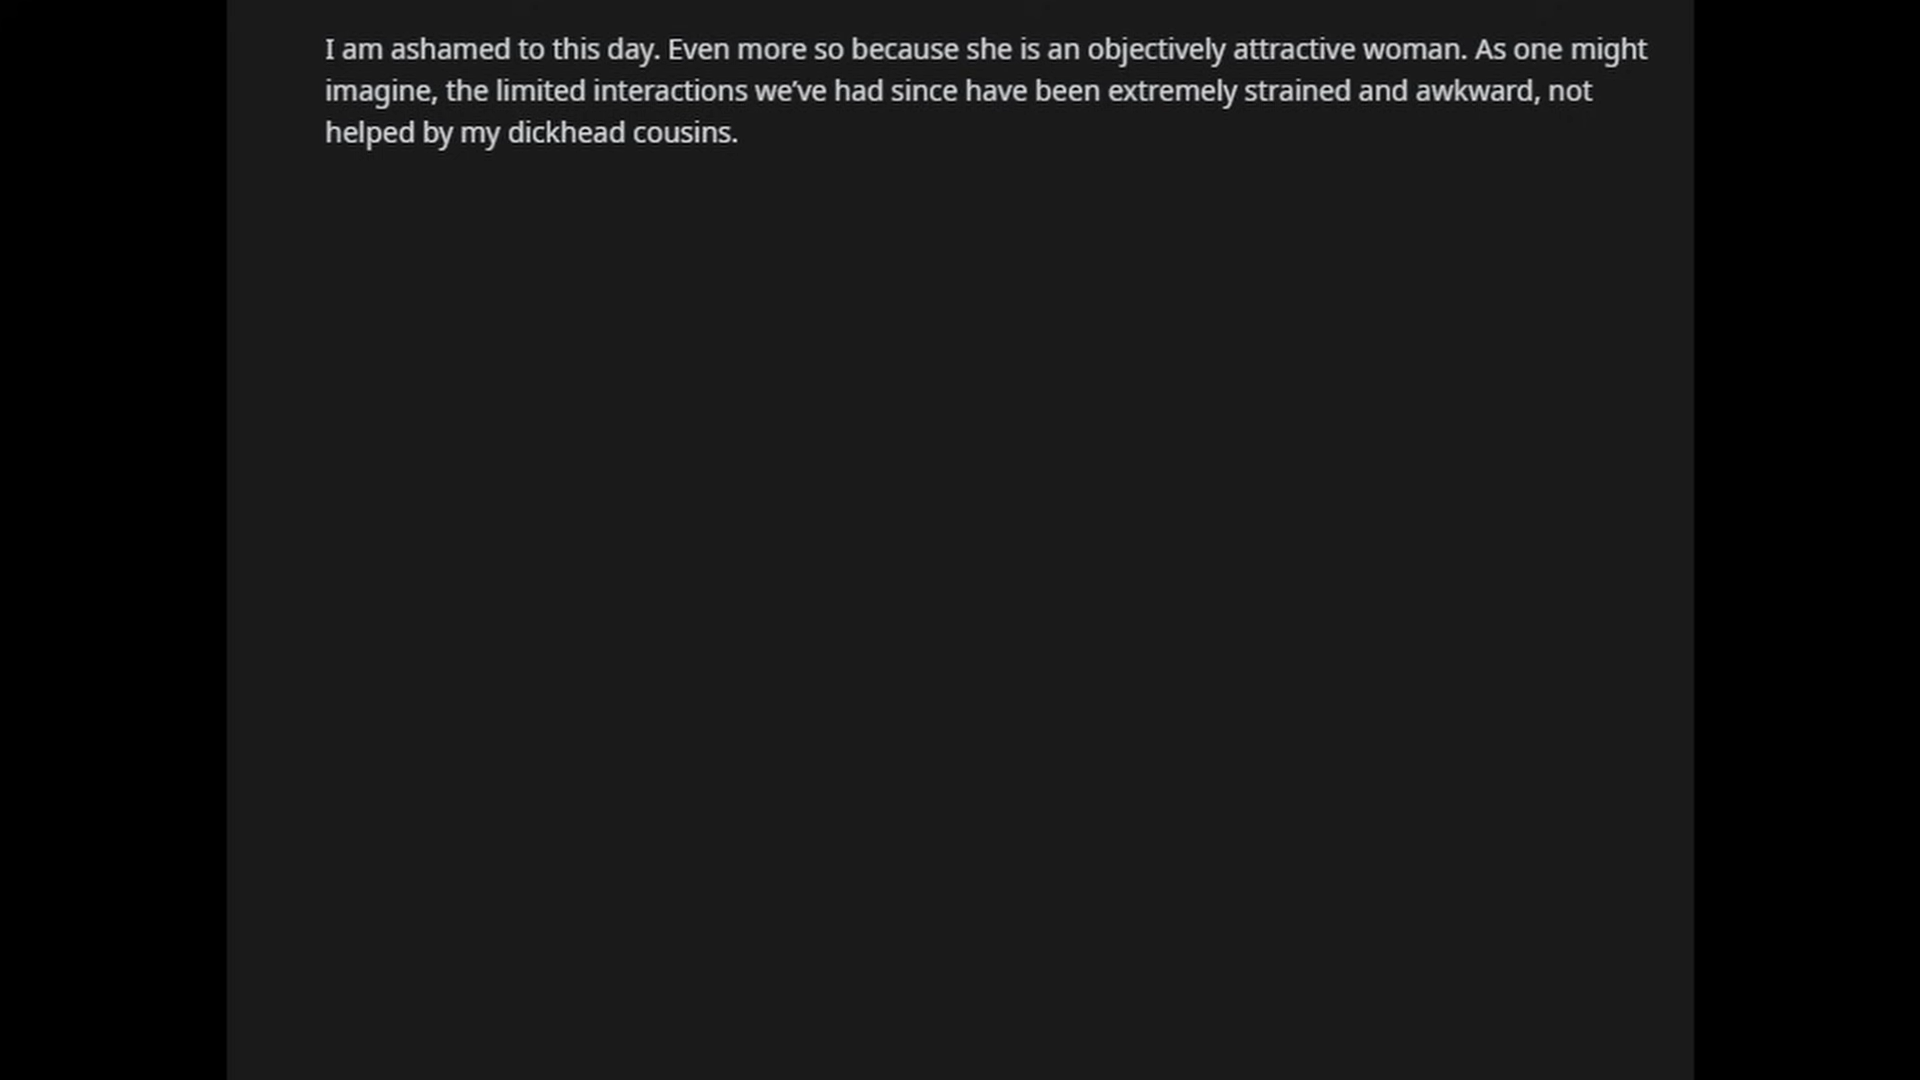 I am ashamed to this day. Even more so because she is an objectively attractive woman. As one might
imagine, the limited interactions we’ve had since have been extremely strained and awkward, not
helped by my dickhead cousins.